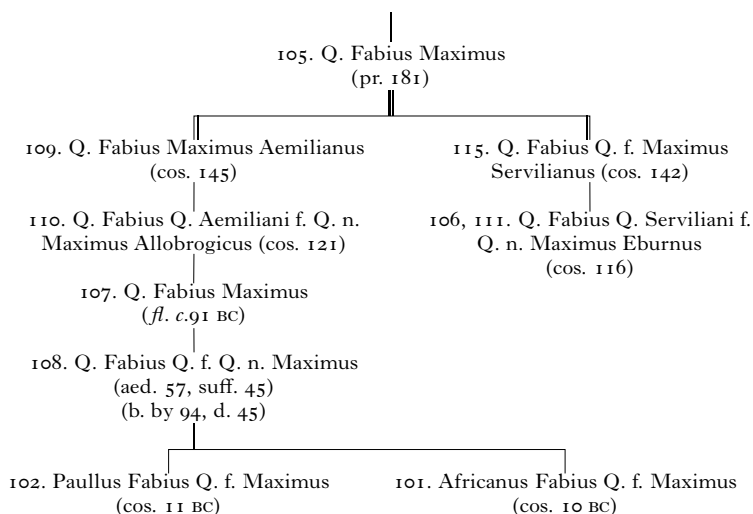 105. Q. Fabius Maximus
(pr. 181)
109. Q. Fabius Maximus Aemilianus
(cos. 145)
115. Q. Fabius Q. f. Maximus
Servilianus (cos. 142)
110. Q. Fabius Q. Aemiliani f. Q. n.
Maximus Allobrogicus (cos. 121)
106, 111. Q. Fabius Q. Serviliani f.
Q. n. Maximus Eburnus
(cos. 116)
107. Q. Fabius Maximus
(fl. c.91 BC)
108. Q. Fabius Q. f. Q. n. Maximus
(aed. 57, suff. 45)
(b. by 94, d. 45)
102. Paullus Fabius Q. f. Maximus
(cos. 11 BC)
101. Africanus Fabius Q. f. Maximus
(cos. 10 BC)